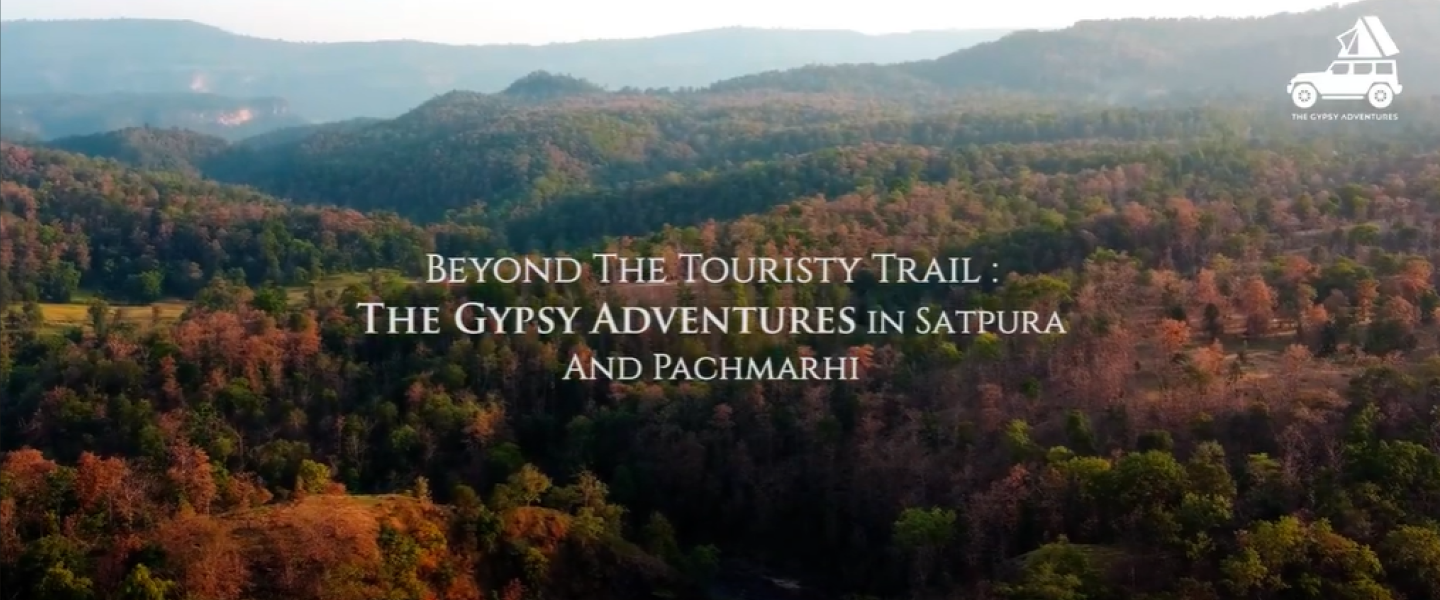 THE GYPSY ADVENTURES
BEYOND THE TOURISTY TRAIL :
THE GYPSY ADVENTURES IN SATPURA
AND PACHMARHI